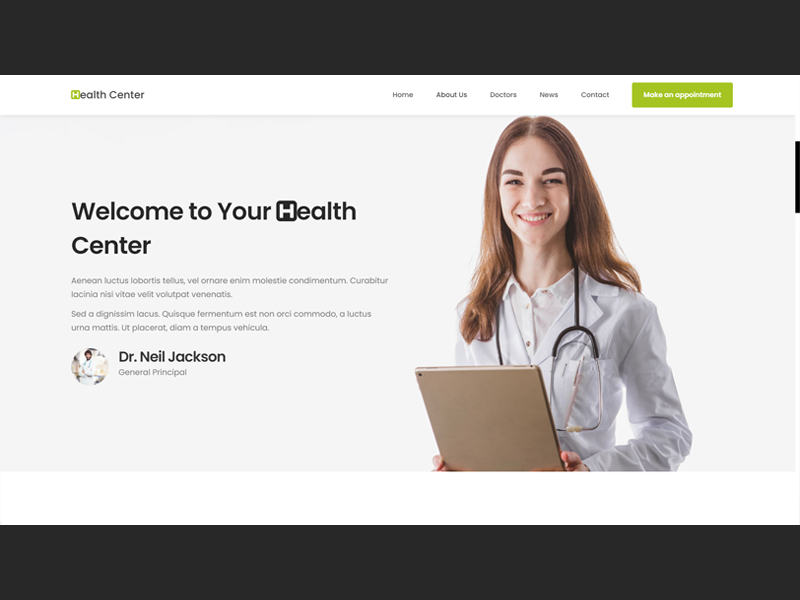 Health Center
Home About Us Doctors News Contact Make an appointment
Welcome to Your Health
Center
Aenean luctus lobortis tellus, vel ornare enim molestie condimentum. Curabitur
lacinia nisi vitae velit volutpat venenatis.
Sed a dignissim lacus. Quisque fermentum est non orci commodo, a luctus
urna mattis. Ut placerat, diam a tempus vehicula.
Dr. Neil Jackson
General Principal